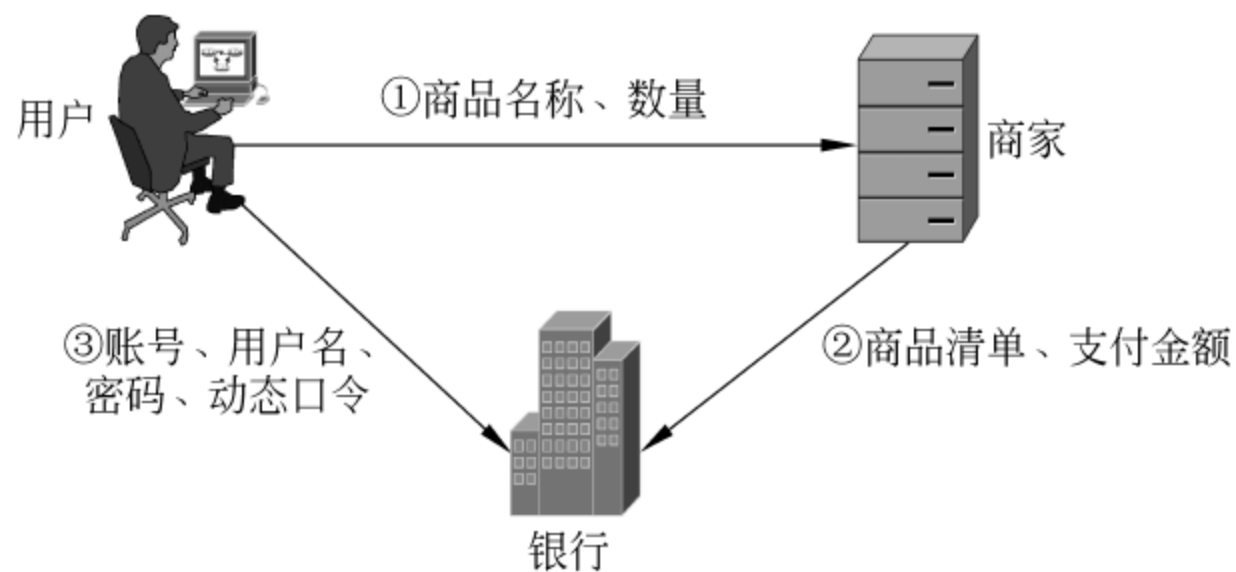 ①商品名称、数量
用户
商家
③账号、用户名、
密码、动态口令
②商品清单、支付金额
银行